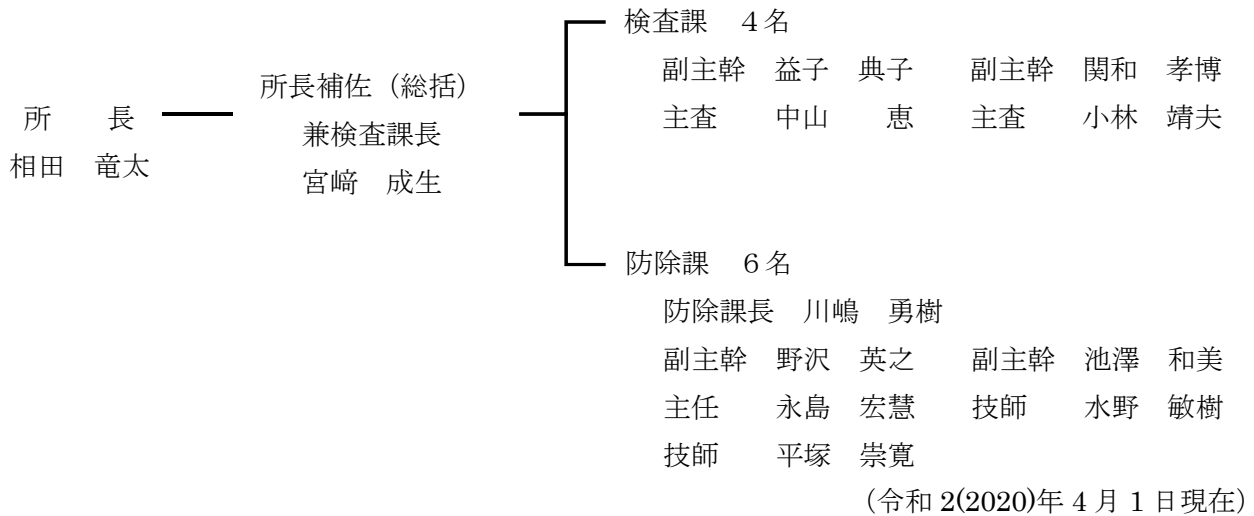 所　　長
相田　竜太
所長補佐（総括）
兼検査課長
宮﨑　成生
検査課　４名
副主幹　益子　典子　　副主幹　関和　孝博
主査　　中山　　恵　　主査　　小林　靖夫
防除課　６名
防除課長　川嶋　勇樹
副主幹　野沢　英之　　副主幹　池澤　和美
主任　　永島　宏慧　　技師　　水野　敏樹
技師　　平塚　崇寛
（令和 2(2020)年 4 月 1 日現在）